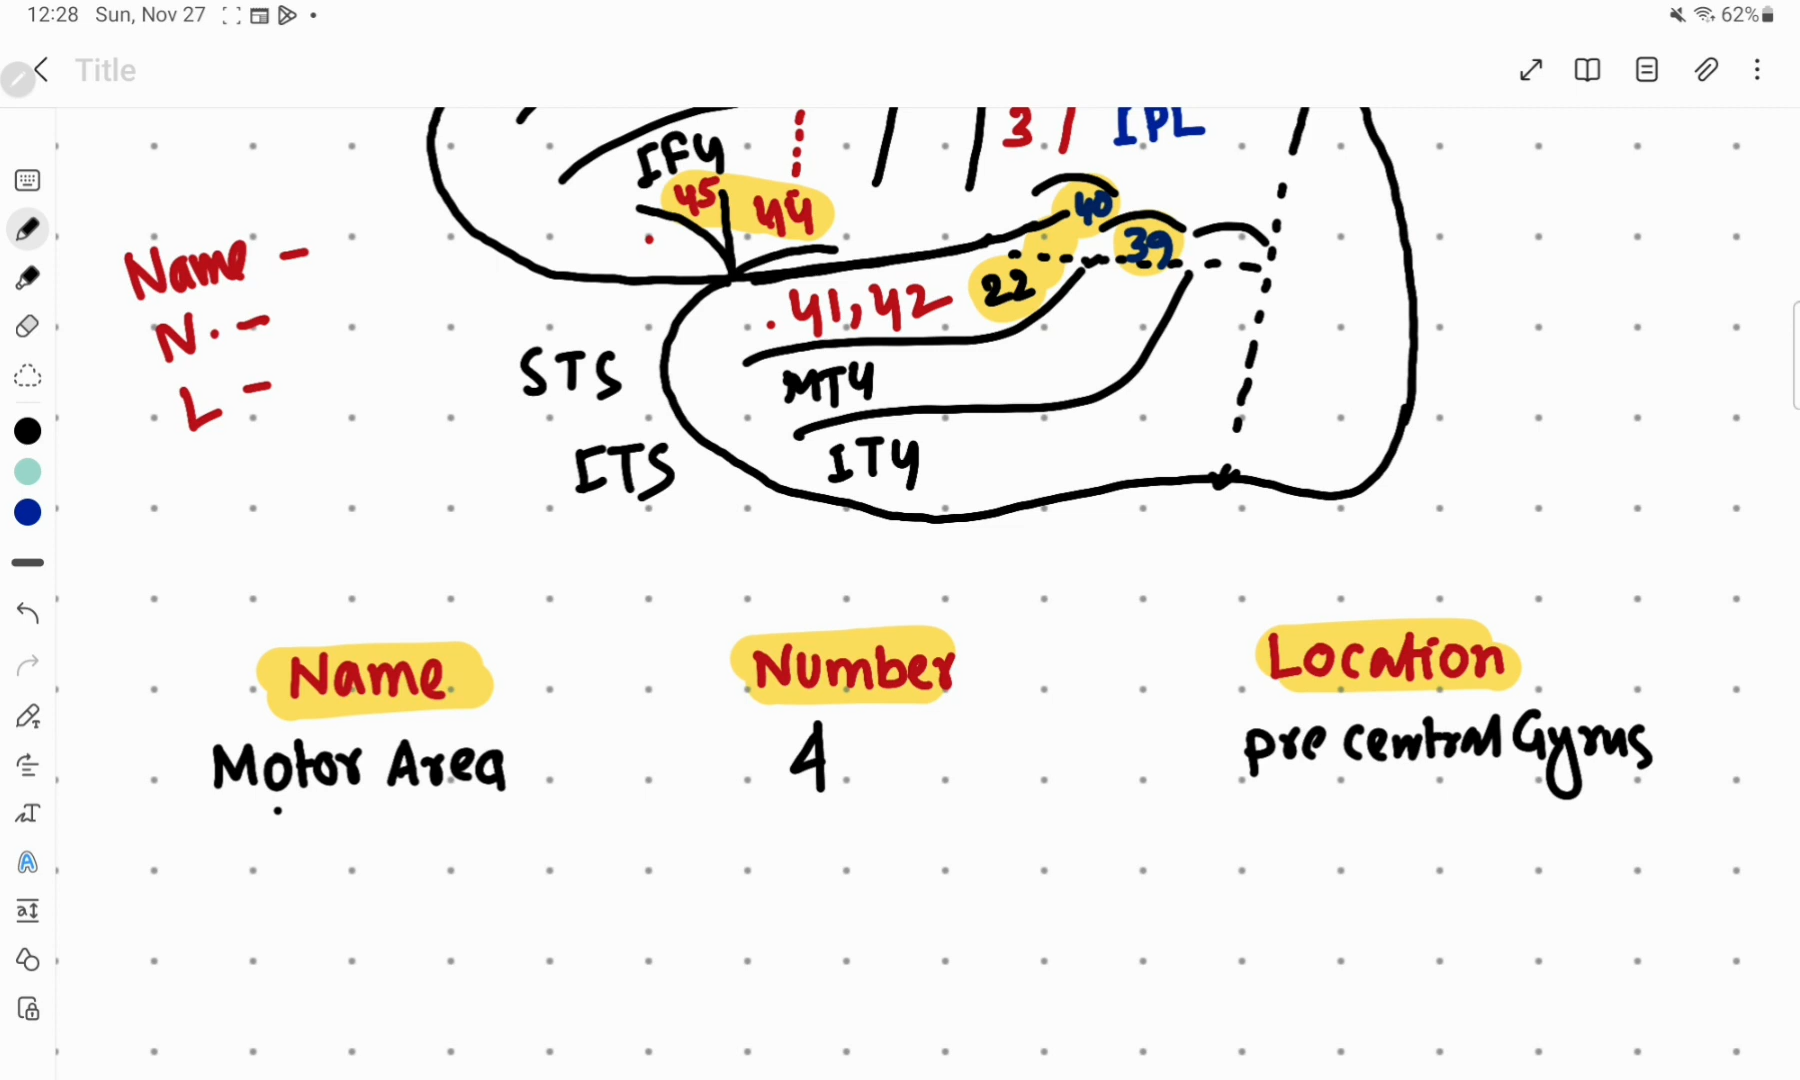 12:28 Sun, Nov 27
62%
Title
3 1 IPL
IFG
45 44
40
39
Name -
22
. 41, 42
N. -
STS
MTG
L -
ITS
ITG
Name Number Location
Motor Area 4 pre central Gyrus